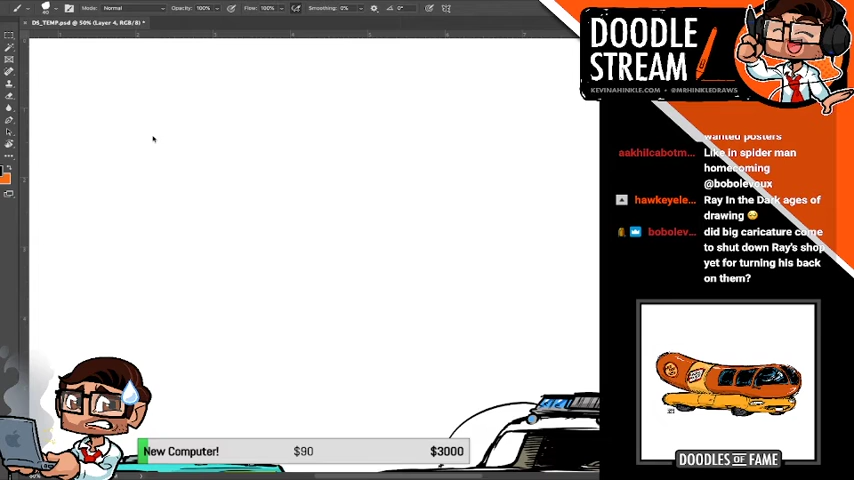 Mode: Normal Opacity: 100% Flow: 100% Smoothing: 0% 0°
DS_TEMP.psd @ 50% (Layer 4, RGB/8) *
DOODLE
STREAM
KEVINAHINKLE.COM • @MRHINKLEDRAWS
wanted posters
aakhilcabotm... Like in spider man
homecoming
@bobolevoux
hawkeyele... Ray In the Dark ages of
drawing 🥺
bobolev... did big caricature come
to shut down Ray's shop
yet for turning his back
on them?
New Computer! $90 $3000
DOODLES OF FAME